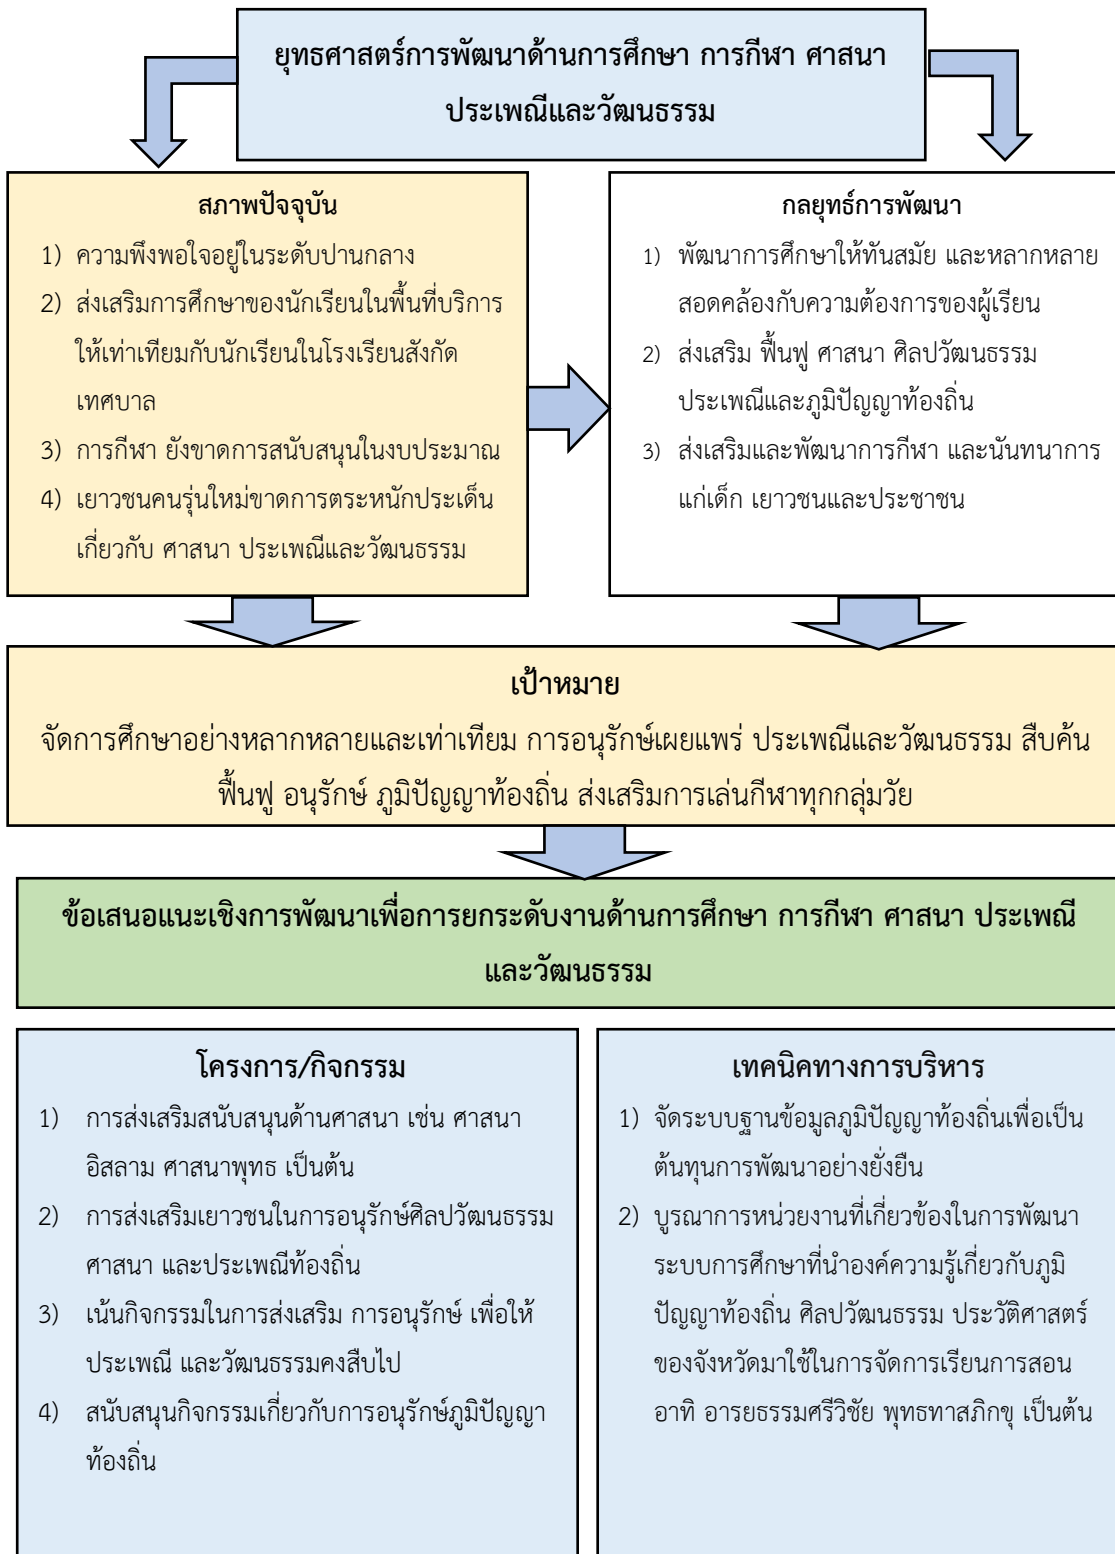 ยุทธศาสตร์การพัฒนาด้านการศึกษา การกีฬา ศาสนา
ประเพณีและวัฒนธรรม
สภาพปัจจุบัน
1) ความพึงพอใจอยู่ในระดับปานกลาง
2) ส่งเสริมการศึกษาของนักเรียนในพื้นที่บริการ
ให้เท่าเทียมกับนักเรียนในโรงเรียนสังกัด
เทศบาล
3) การกีฬา ยังขาดการสนับสนุนในงบประมาณ
4) เยาวชนคนรุ่นใหม่ขาดการตระหนักประเด็น
เกี่ยวกับ ศาสนา ประเพณีและวัฒนธรรม
กลยุทธ์การพัฒนา
1) พัฒนาการศึกษาให้ทันสมัย และหลากหลาย
สอดคล้องกับความต้องการของผู้เรียน
2) ส่งเสริม ฟื้นฟู ศาสนา ศิลปวัฒนธรรม
ประเพณีและภูมิปัญญาท้องถิ่น
3) ส่งเสริมและพัฒนาการกีฬา และนันทนาการ
แก่เด็ก เยาวชนและประชาชน
เป้าหมาย
จัดการศึกษาอย่างหลากหลายและเท่าเทียม การอนุรักษ์เผยแพร่ ประเพณีและวัฒนธรรม สืบค้น
ฟื้นฟู อนุรักษ์ ภูมิปัญญาท้องถิ่น ส่งเสริมการเล่นกีฬาทุกกลุ่มวัย
ข้อเสนอแนะเชิงการพัฒนาเพื่อการยกระดับงานด้านการศึกษา การกีฬา ศาสนา ประเพณี
และวัฒนธรรม
โครงการ/กิจกรรม
1) การส่งเสริมสนับสนุนด้านศาสนา เช่น ศาสนา
อิสลาม ศาสนาพุทธ เป็นต้น
2) การส่งเสริมเยาวชนในการอนุรักษ์ศิลปวัฒนธรรม
ศาสนา และประเพณีท้องถิ่น
3) เน้นกิจกรรมในการส่งเสริม การอนุรักษ์ เพื่อให้
ประเพณี และวัฒนธรรมคงสืบไป
4) สนับสนุนกิจกรรมเกี่ยวกับการอนุรักษ์ภูมิปัญญา
ท้องถิ่น
เทคนิคทางการบริหาร
1) จัดระบบฐานข้อมูลภูมิปัญญาท้องถิ่นเพื่อเป็น
ต้นทุนการพัฒนาอย่างยั่งยืน
2) บูรณาการหน่วยงานที่เกี่ยวข้องในการพัฒนา
ระบบการศึกษาที่นำองค์ความรู้เกี่ยวกับภูมิ
ปัญญาท้องถิ่น ศิลปวัฒนธรรม ประวัติศาสตร์
ของจังหวัดมาใช้ในการจัดการเรียนการสอน
อาทิ อารยธรรมศรีวิชัย พุทธทาสภิกขุ เป็นต้น